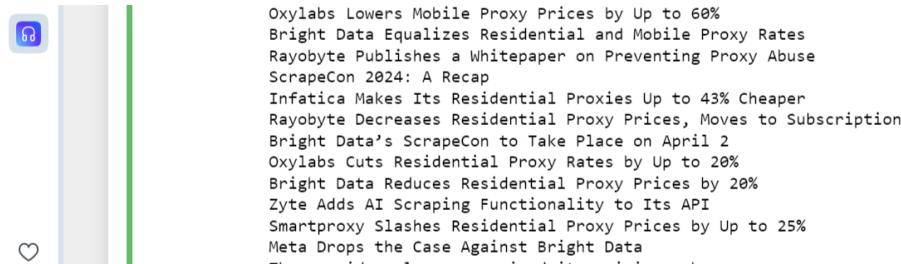 Oxylabs Lowers Mobile Proxy Prices by Up to 60%
Bright Data Equalizes Residential and Mobile Proxy Rates
Rayobyte Publishes a Whitepaper on Preventing Proxy Abuse
ScrapeCon 2024: A Recap
Infatica Makes Its Residential Proxies Up to 43% Cheaper
Rayobyte Decreases Residential Proxy Prices, Moves to Subscription
Bright Data’s ScrapeCon to Take Place on April 2
Oxylabs Cuts Residential Proxy Rates by Up to 20%
Bright Data Reduces Residential Proxy Prices by 20%
Zyte Adds AI Scraping Functionality to Its API
Smartproxy Slashes Residential Proxy Prices by Up to 25%
Meta Drops the Case Against Bright Data